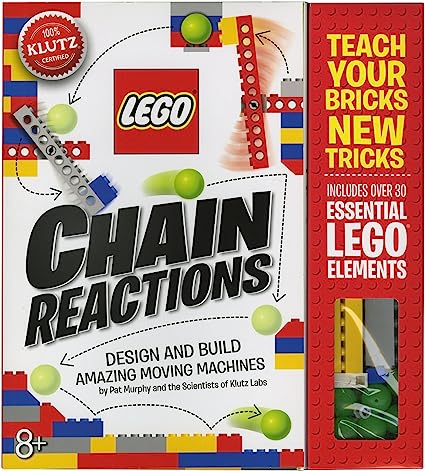 100%
KLUTZ
CERTIFIED
LEGO
CHAIN
REACTIONS
DESIGN AND BUILD
AMAZING MOVING MACHINES
by Pat Murphy and the Scientists of Klutz Labs
8+
TEACH
YOUR
BRICKS
NEW
TRICKS
INCLUDES OVER 30
ESSENTIAL
LEGO®
ELEMENTS